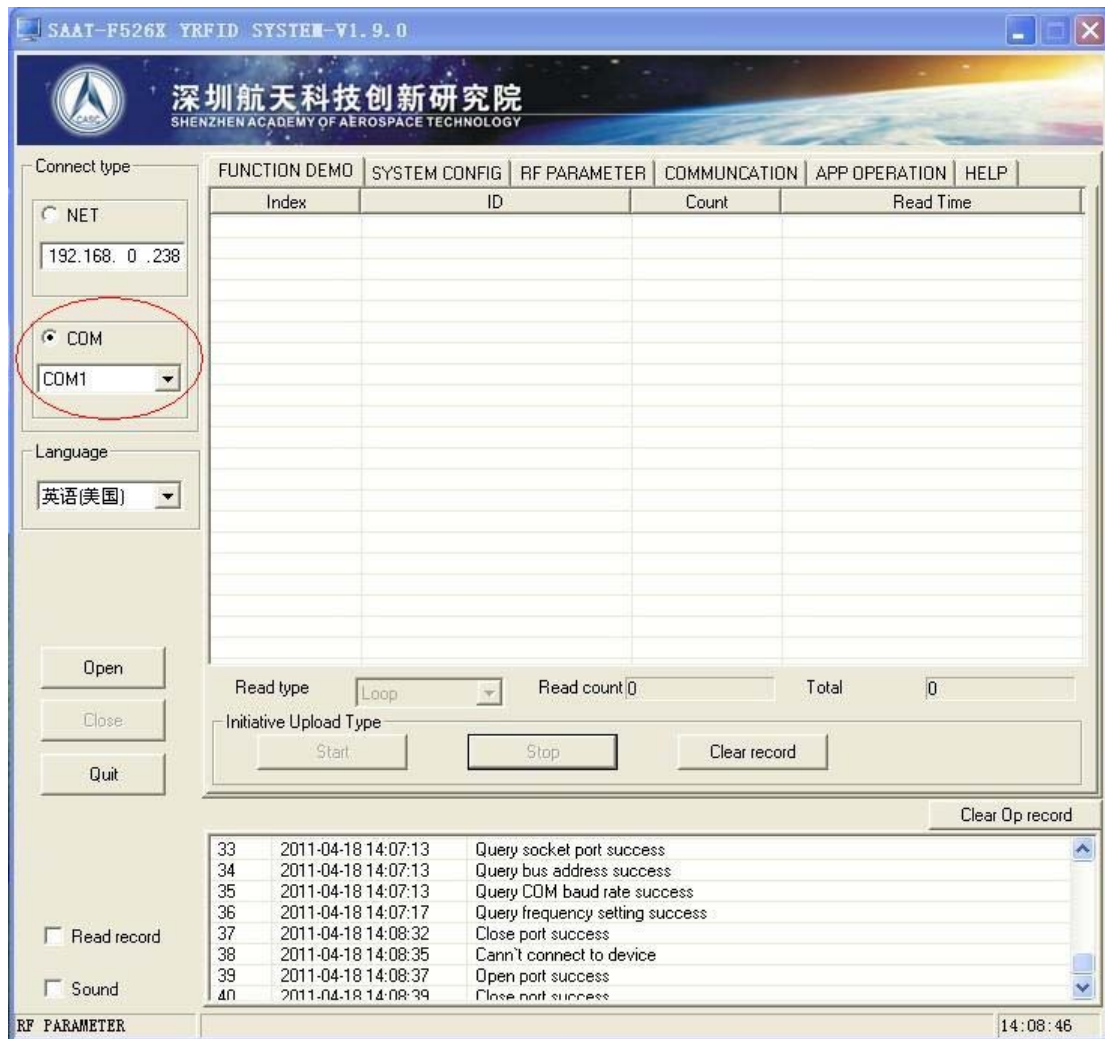 SAAT-F526X YRFID SYSTEM-V1.9.0
CASC
深圳航天科技创新研究院
SHENZHEN ACADEMY OF AEROSPACE TECHNOLOGY
Connect type
NET
192.168. 0 .238
COM
COM1
Language
英语(美国)
Open
Close
Quit
Read record
Sound
FUNCTION DEMO SYSTEM CONFIG RF PARAMETER COMMUNCATION APP OPERATION HELP
Index ID Count Read Time
Read type Loop Read count 0 Total 0
Initiative Upload Type
Start Stop Clear record
Clear Op record
33 2011-04-18 14:07:13 Query socket port success
34 2011-04-18 14:07:13 Query bus address success
35 2011-04-18 14:07:13 Query COM baud rate success
36 2011-04-18 14:07:17 Query frequency setting success
37 2011-04-18 14:08:32 Close port success
38 2011-04-18 14:08:35 Cann`t connect to device
39 2011-04-18 14:08:37 Open port success
40 2011-04-18 14:08:39 Close port success
RF PARAMETER 14:08:46